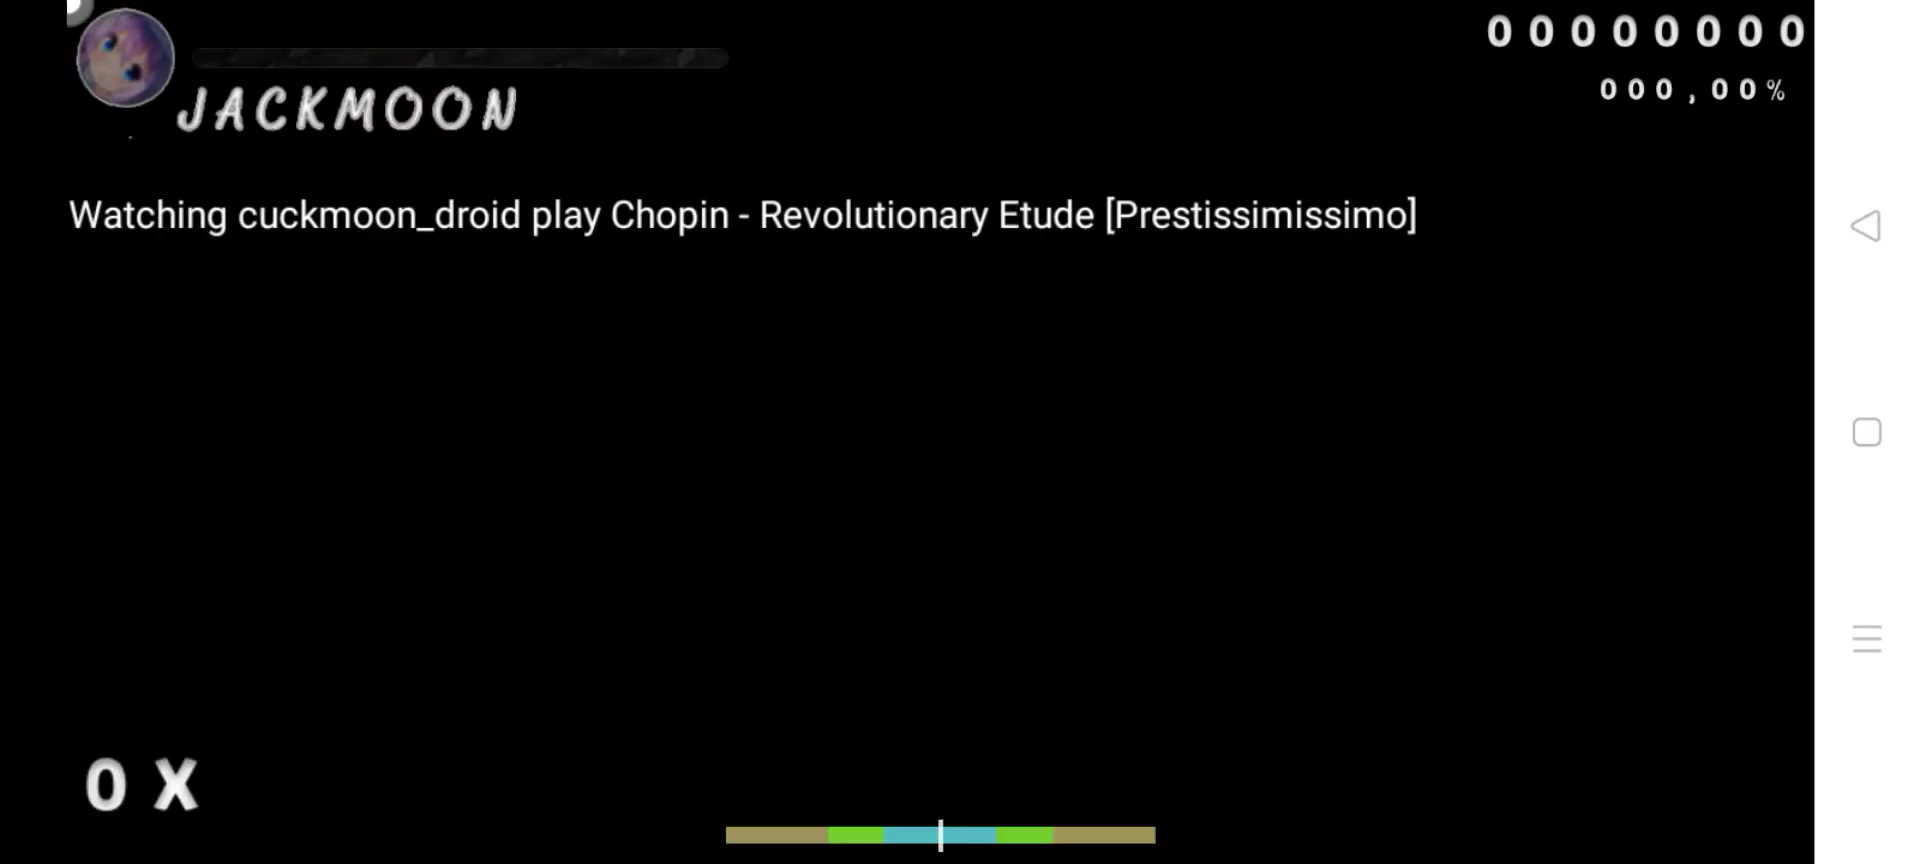 00000000
000,00%
JACKMOON
Watching cuckmoon_droid play Chopin - Revolutionary Etude [Prestissimissimo]
0X